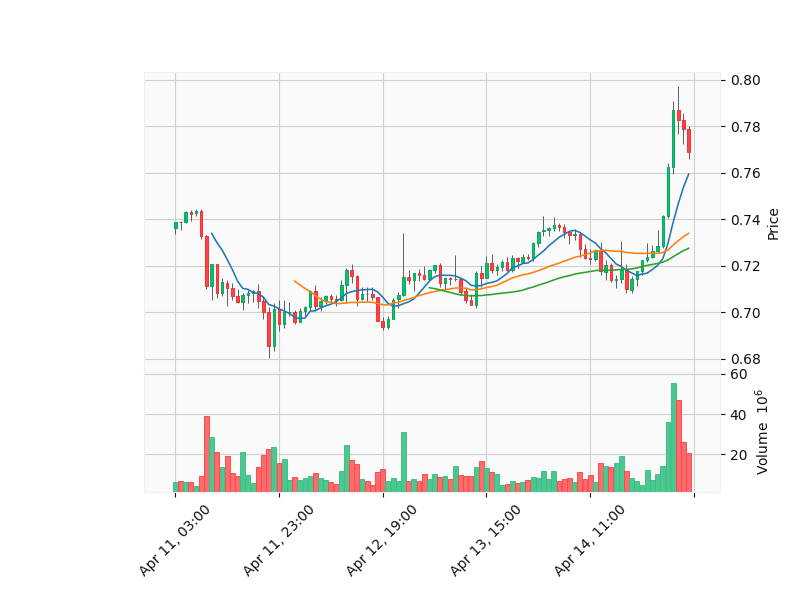 0.80
0.78
0.76
0.74
0.72
0.70
0.68
Price
60
40
20
Volume 10^6
Apr 11, 03:00
Apr 11, 23:00
Apr 12, 19:00
Apr 13, 15:00
Apr 14, 11:00